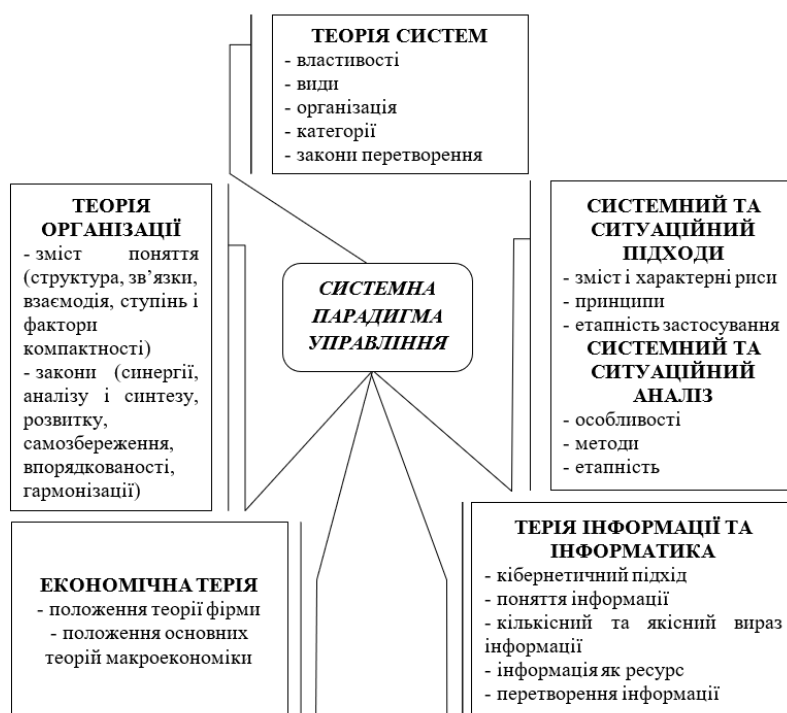 ТЕОРІЯ СИСТЕМ
- властивості
- види
- організація
- категорії
- закони перетворення
ТЕОРІЯ
ОРГАНІЗАЦІЇ
- зміст поняття
(структура, зв’язки,
взаємодія, ступінь і
фактори
компактності)
- закони (синергії,
аналізу і синтезу,
розвитку,
самозбереження,
впорядкованості,
гармонізації)
СИСТЕМНА
ПАРАДИГМА
УПРАВЛІННЯ
СИСТЕМНИЙ ТА
СИТУАЦІЙНИЙ
ПІДХОДИ
- зміст і характерні риси
- принципи
- етапність застосування
СИСТЕМНИЙ ТА
СИТУАЦІЙНИЙ
АНАЛІЗ
- особливості
- методи
- етапність
ЕКОНОМІЧНА ТЕРІЯ
- положення теорії фірми
- положення основних
теорій макроекономіки
ТЕРІЯ ІНФОРМАЦІЇ ТА
ІНФОРМАТИКА
- кібернетичний підхід
- поняття інформації
- кількісний та якісний вираз
інформації
- інформація як ресурс
- перетворення інформації